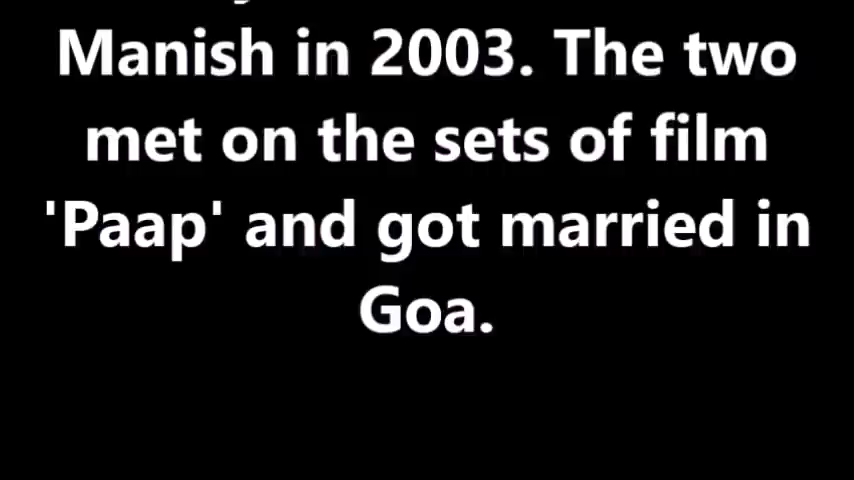 Manish in 2003. The two
met on the sets of film
'Paap' and got married in
Goa.